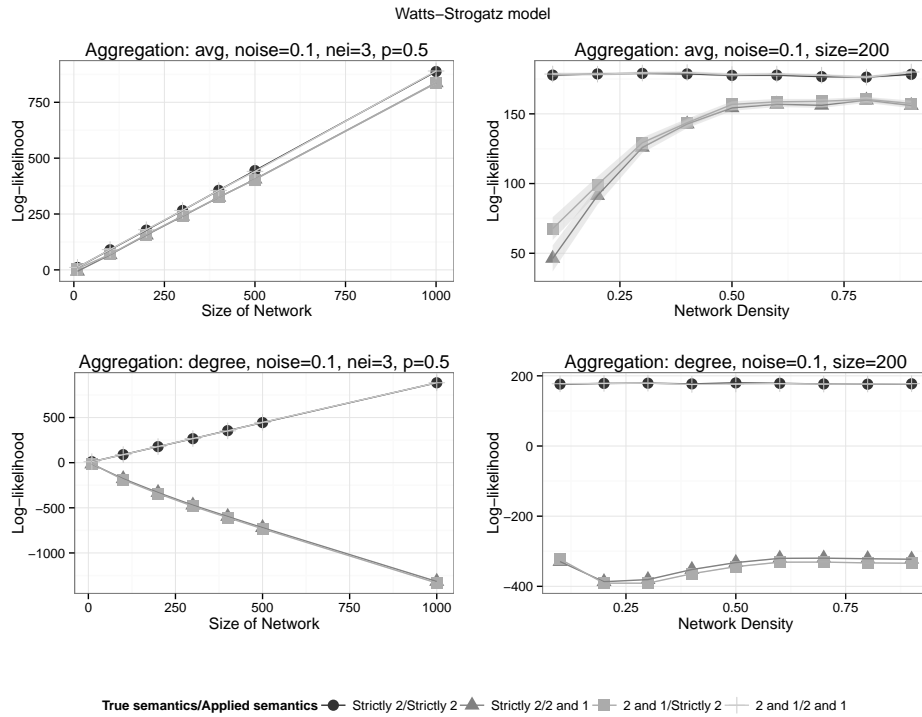 Watts−Strogatz model
Aggregation: avg, noise=0.1, nei=3, p=0.5
Log−likelihood
750
500
250
0
0 250 500 750 1000
Size of Network
Aggregation: avg, noise=0.1, size=200
Log−likelihood
150
100
50
0.25 0.50 0.75
Network Density
Aggregation: degree, noise=0.1, nei=3, p=0.5
Log−likelihood
500
0
−500
−1000
0 250 500 750 1000
Size of Network
Aggregation: degree, noise=0.1, size=200
Log−likelihood
200
0
−200
−400
0.25 0.50 0.75
Network Density
True semantics/Applied semantics Strictly 2/Strictly 2 Strictly 2/2 and 1 2 and 1/Strictly 2 2 and 1/2 and 1